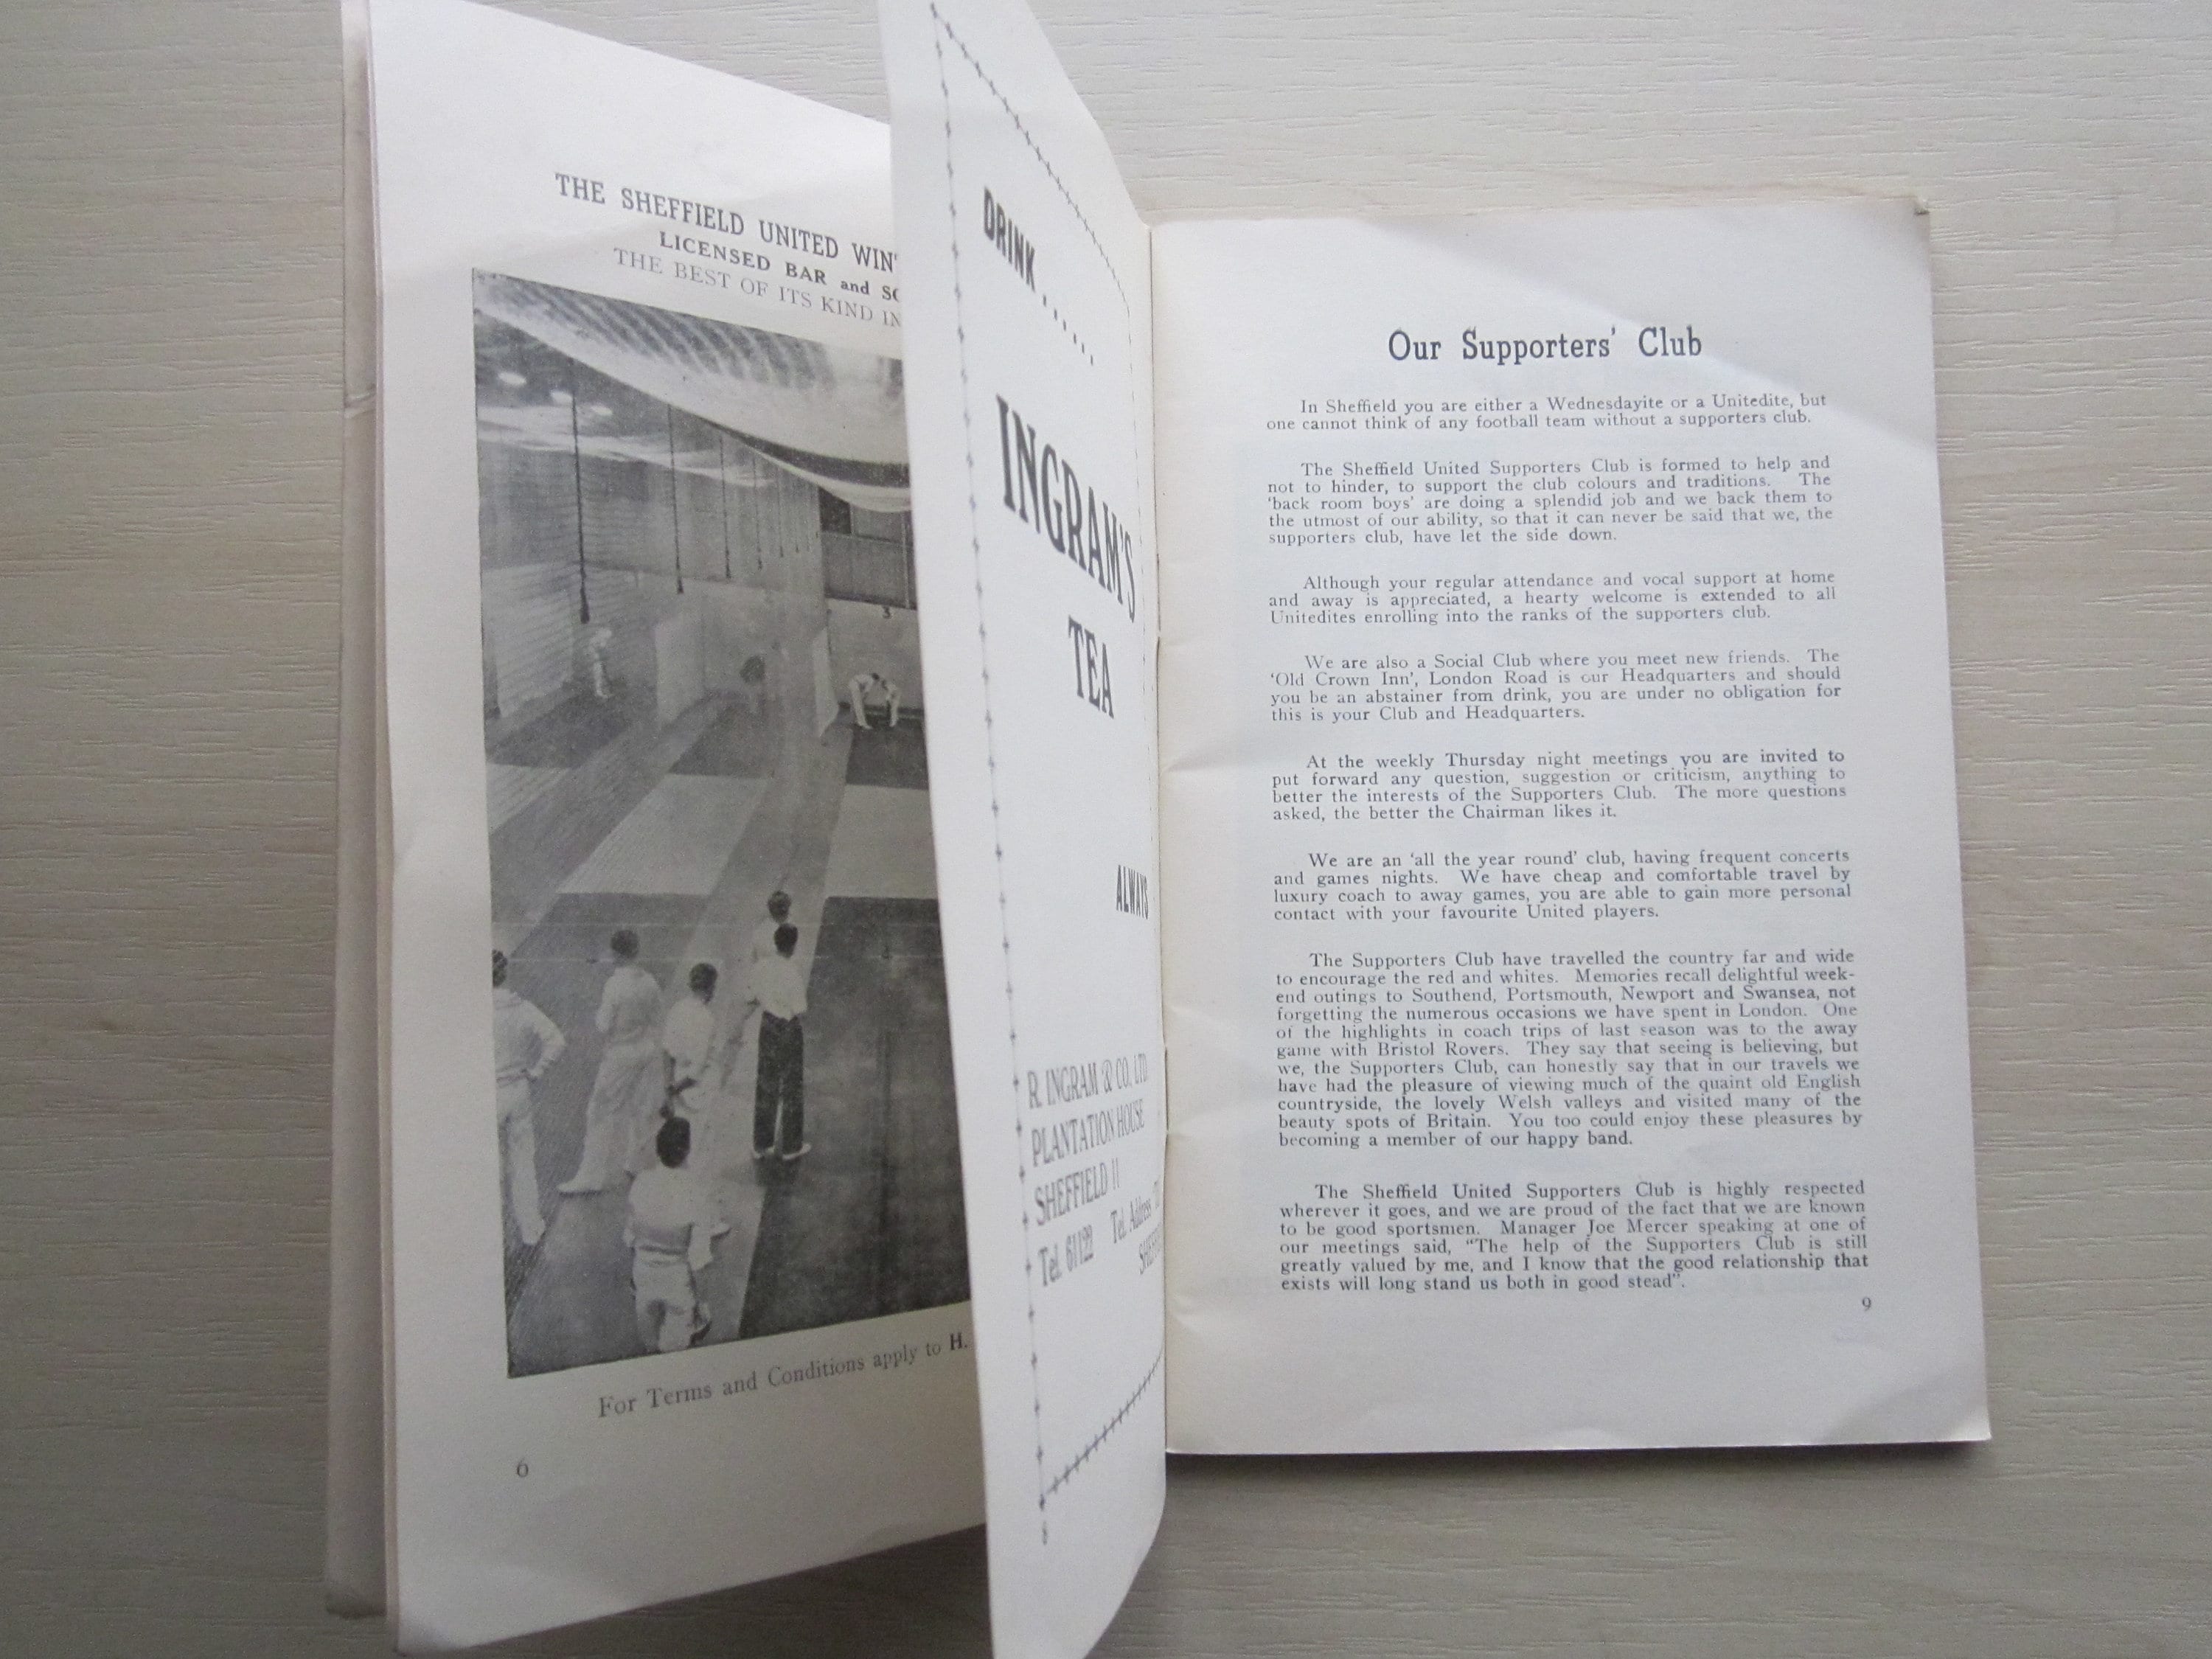 THE SHEFFIELD UNITED
LICENSED BAR and
THE BEST OF ITS KIND IN
3
For Terms and Conditions apply to H.
6
DRINK . . . . . .
INGRAM'S
TEA
ALWAYS
R. INGRAM & CO. LTD.
PLANTATION HOUSE
SHEFFIELD 11
Tel. 61122 Tel. Address
8
Our Supporters' Club
In Sheffield you are either a Wednesdayite or a Unitedite, but
one cannot think of any football team without a supporters club.
The Sheffield United Supporters Club is formed to help and
not to hinder, to support the club colours and traditions. The
'back room boys' are doing a splendid job and we back them to
the utmost of our ability, so that it can never be said that we, the
supporters club, have let the side down.
Although your regular attendance and vocal support at home
and away is appreciated, a hearty welcome is extended to all
Unitedites enrolling into the ranks of the supporters club.
We are also a Social Club where you meet new friends. The
'Old Crown Inn', London Road is our Headquarters and should
you be an abstainer from drink, you are under no obligation for
this is your Club and Headquarters.
At the weekly Thursday night meetings you are invited to
put forward any question, suggestion or criticism, anything to
better the interests of the Supporters Club. The more questions
asked, the better the Chairman likes it.
We are an 'all the year round' club, having frequent concerts
and games nights. We have cheap and comfortable travel by
luxury coach to away games, you are able to gain more personal
contact with your favourite United players.
The Supporters Club have travelled the country far and wide
to encourage the red and whites. Memories recall delightful week-
end outings to Southend, Portsmouth, Newport and Swansea, not
forgetting the numerous occasions we have spent in London. One
of the highlights in coach trips of last season was to the away
game with Bristol Rovers. They say that seeing is believing, but
we, the Supporters Club, can honestly say that in our travels we
have had the pleasure of viewing much of the quaint old English
countryside, the lovely Welsh valleys and visited many of the
beauty spots of Britain. You too could enjoy these pleasures by
becoming a member of our happy band.
The Sheffield United Supporters Club is highly respected
wherever it goes, and we are proud of the fact that we are known
to be good sportsmen. Manager Joe Mercer speaking at one of
our meetings said, "The help of the Supporters Club is still
greatly valued by me, and I know that the good relationship that
exists will long stand us both in good stead".
9